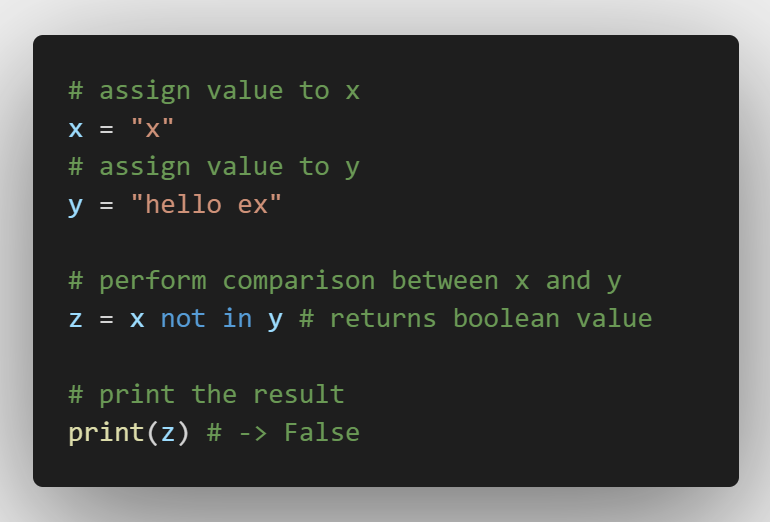 # assign value to x
x = "x"
# assign value to y
y = "hello ex"
# perform comparison between x and y
z = x not in y # returns boolean value
# print the result
print(z) # -> False